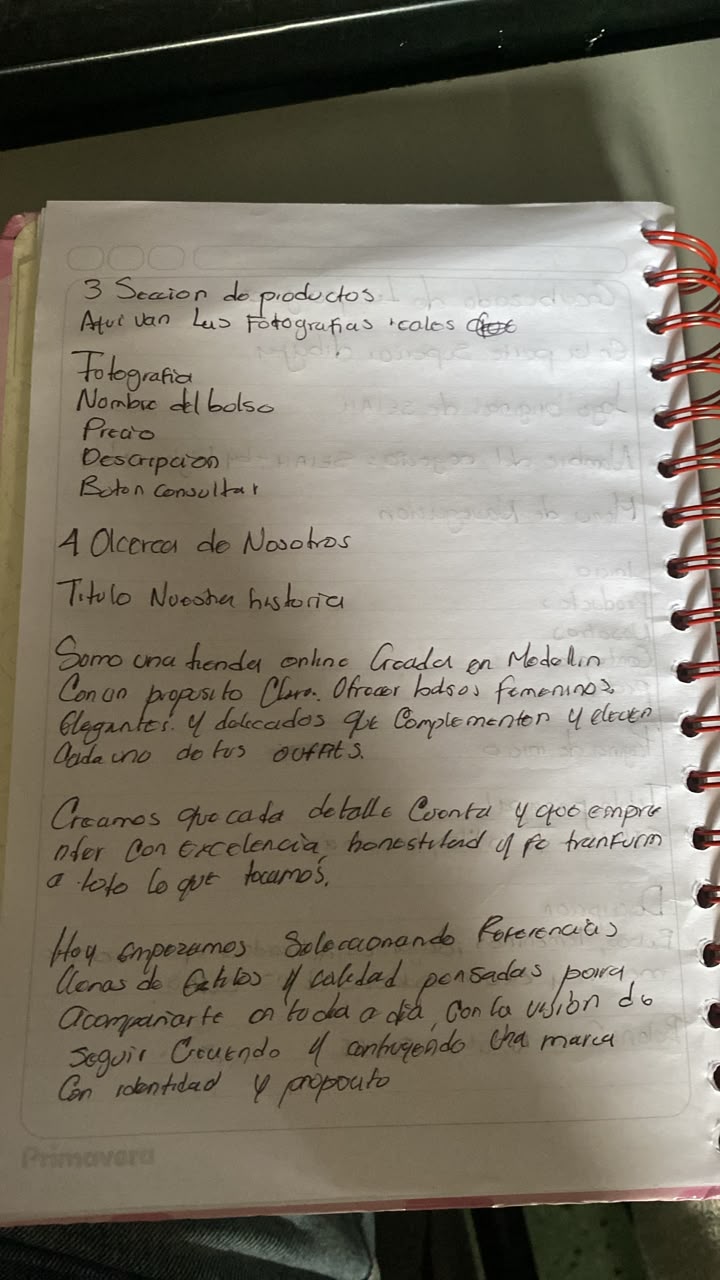 3 Seccion de productos.
Aqui van Las Fotografias reales
Fotografia
Nombre del bolso
Precio
Descripcion
Boton consultar
4 Acerca de Nosotros
Titulo Nuestra historia
Somo una tienda online Creada en Medellin
Con un proposito Claro. Ofrecer bolsos femeninos,
Elegantes. y delicados que complementen y eleven
Cada uno de tus outfits.
Creamos que cada detalle Cuenta y que empre
nder Con excelencia, honestidad y fe tranform
a todo lo que tocamos.
Hoy empezamos Seleccionando Referencias
llenas de Estilos y calidad pensadas para
acompañarte en tu dia a dia, Con la vision de
seguir Creciendo y contruyendo Una marca
Con identidad y proposito
Primavera